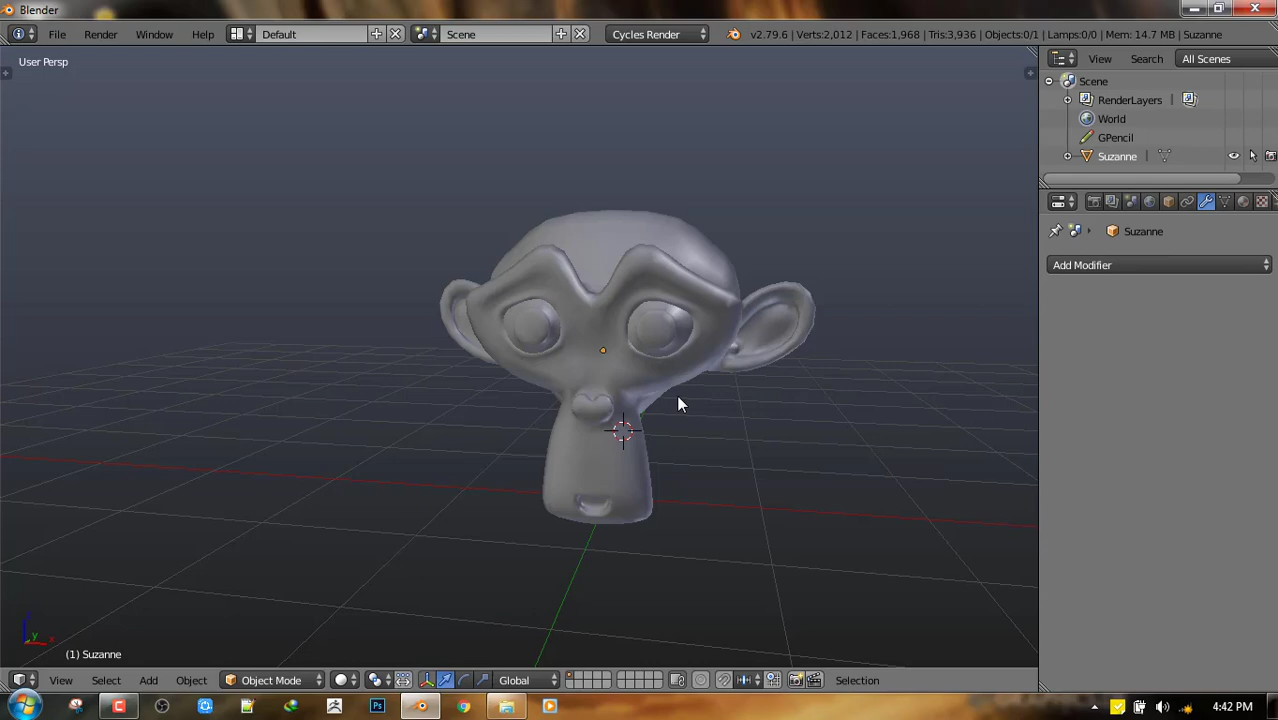 Blender
File Render Window Help Default Scene Cycles Render v2.79.6 | Verts:2,012 | Faces:1,968 | Tris:3,936 | Objects:0/1 | Lamps:0/0 | Mem: 14.7 MB | Suzanne
User Persp
View Search All Scenes
Scene
RenderLayers
World
GPencil
Suzanne
Suzanne
Add Modifier
y x
(1) Suzanne
View Select Add Object Object Mode Global Selection
Ps 4:42 PM